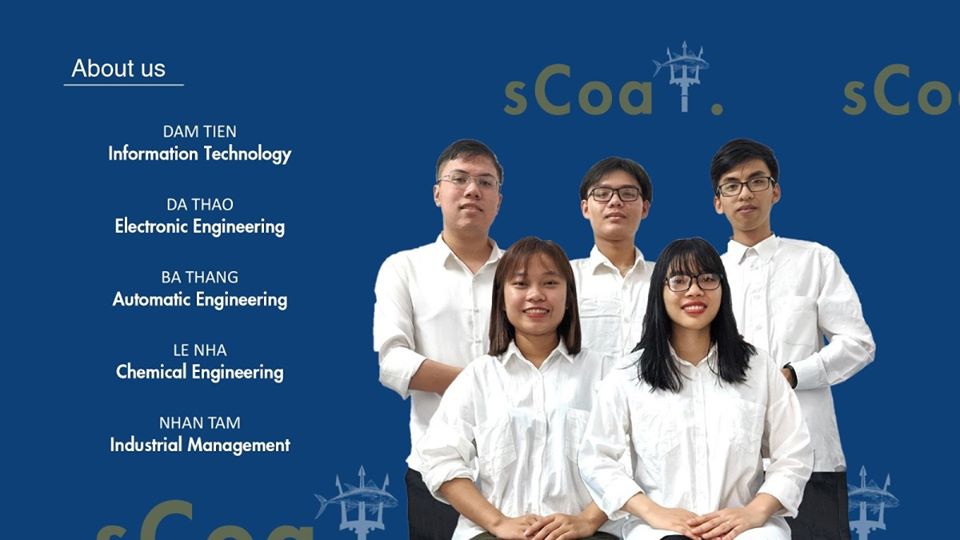 About us
sCoaT.
sCo
DAM TIEN
Information Technology
DA THAO
Electronic Engineering
BA THANG
Automatic Engineering
LE NHA
Chemical Engineering
NHAN TAM
Industrial Management
sCoa